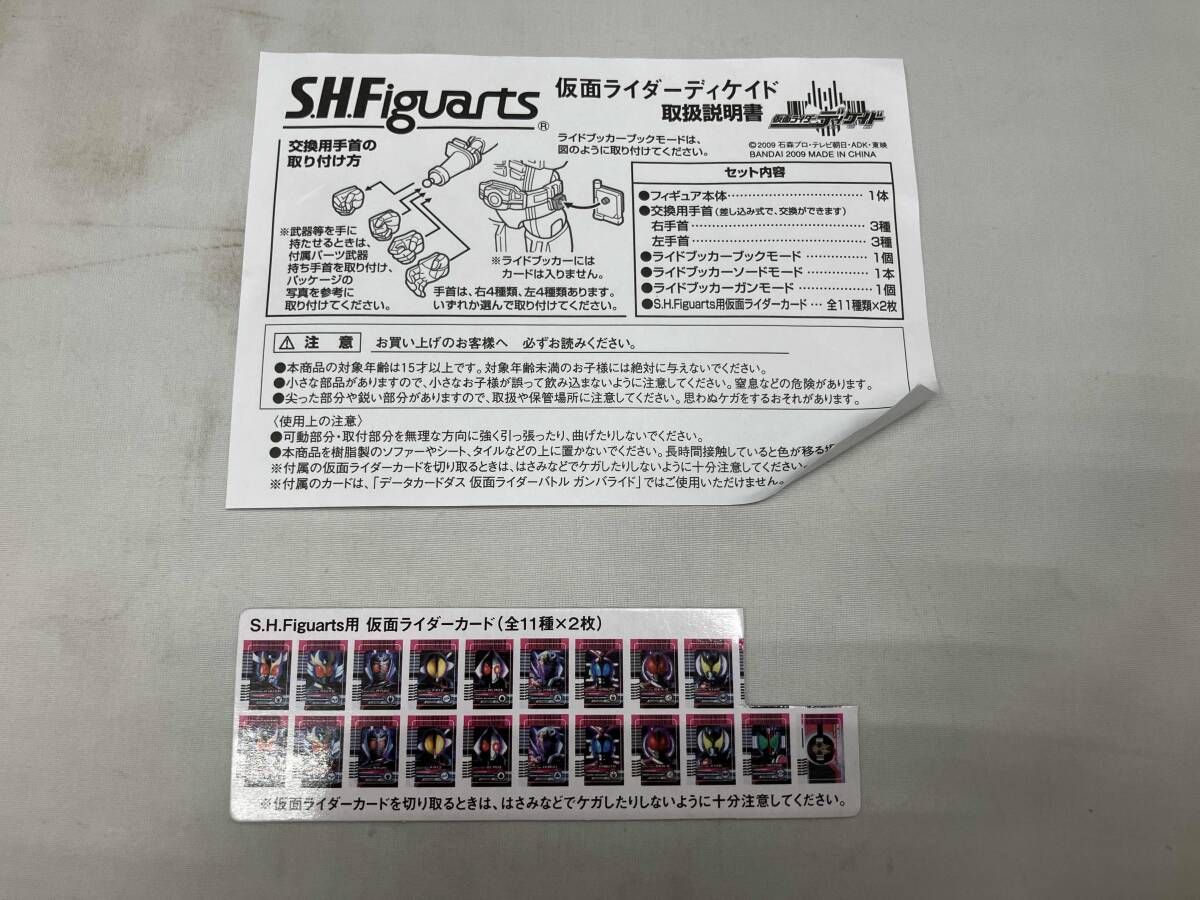 S.H.Figuarts®
仮面ライダーディケイド
取扱説明書
仮面ライダーディケイド
©2009 石森プロ・テレビ朝日・ADK・東映
BANDAI 2009 MADE IN CHINA
交換用手首の
取り付け方
※武器等を手に
持たせるときは、
付属パーツ武器
持ち手首を取り付け、
パッケージの
写真を参考に
取り付けてください。
手首は、右4種類、左4種類あります。
いずれか選んで取り付けてください。
ライドブッカーブックモードは、
図のように取り付けてください。
※ライドブッカーには
カードは入りません。
セット内容
●フィギュア本体…………………………… 1体
●交換用手首(差し込み式で、交換ができます)
右手首……………………………………3種
左手首……………………………………3種
●ライドブッカーブックモード ……………1個
●ライドブッカーソードモード ……………1本
●ライドブッカーガンモード ………………1個
●S.H.Figuarts用仮面ライダーカード … 全11種類×2枚
⚠ 注 意 お買い上げのお客様へ 必ずお読みください。
●本商品の対象年齢は15才以上です。対象年齢未満のお子様には絶対に与えないでください。
●小さな部品がありますので、小さなお子様が誤って飲み込まないように注意してください。窒息などの危険があります。
●尖った部分や鋭い部分がありますので、取扱や保管場所に注意してください。思わぬケガをするおそれがあります。
〈使用上の注意〉
●可動部分・取付部分を無理な方向に強く引っ張ったり、曲げたりしないでください。
●本商品を樹脂製のソファーやシート、タイルなどの上に置かないでください。長時間接触していると色が移る
※付属の仮面ライダーカードを切り取るときは、はさみなどでケガしたりしないように十分注意してください。
※付属のカードは、「データカードダス 仮面ライダーバトル ガンバライド」ではご使用いただけません。
S.H.Figuarts用 仮面ライダーカード(全11種×2枚)
※仮面ライダーカードを切り取るときは、はさみなどでケガしたりしないように十分注意してください。